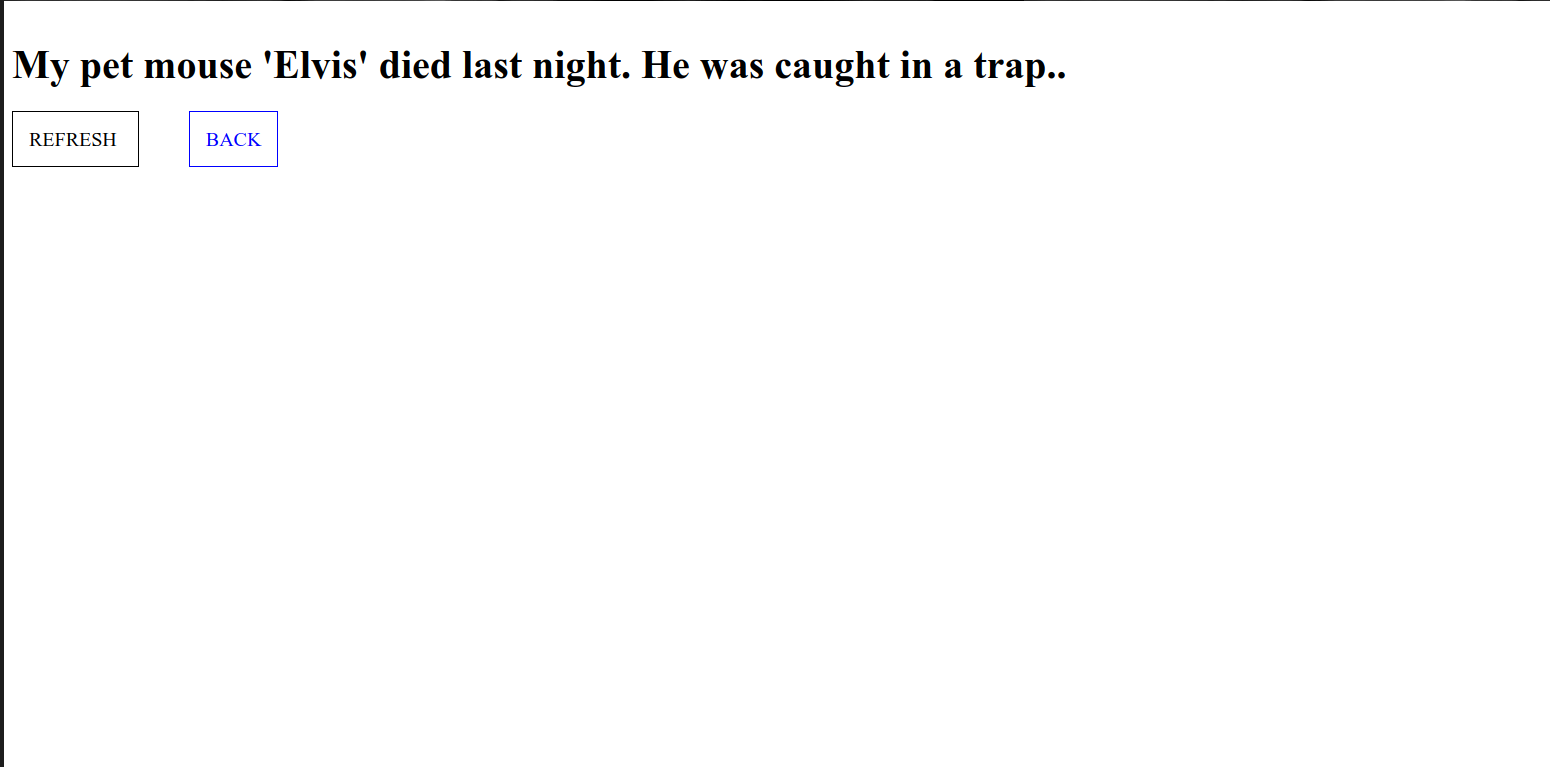 My pet mouse 'Elvis' died last night. He was caught in a trap..
REFRESH BACK